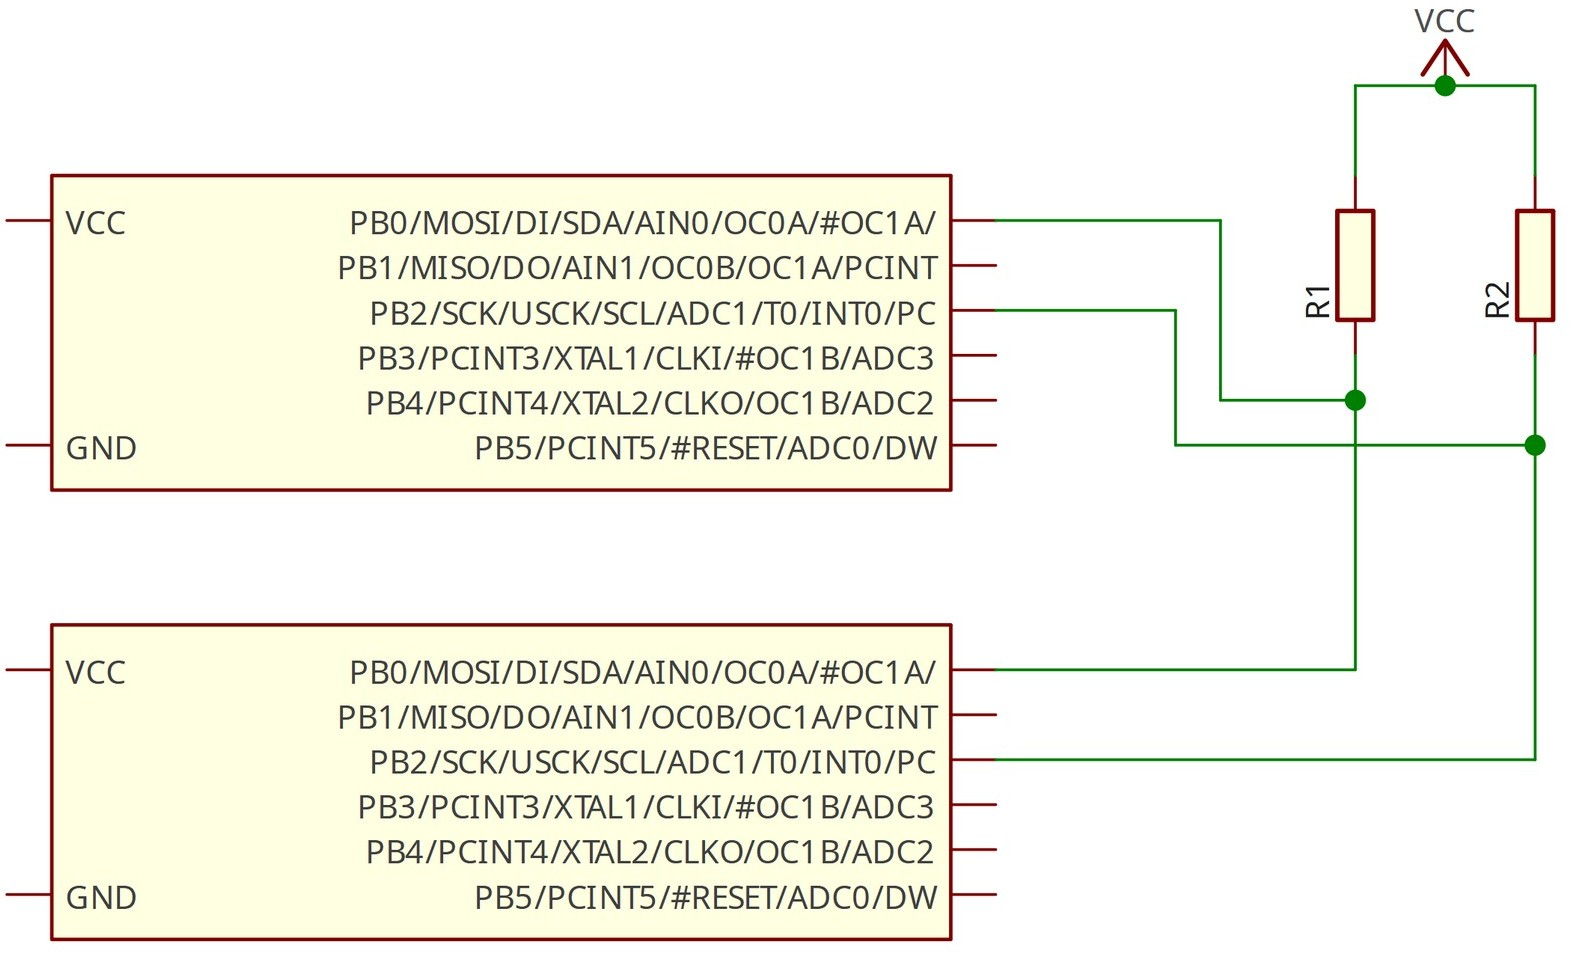 VCC
VCC
PB0/MOSI/DI/SDA/AIN0/OC0A/#OC1A/
PB1/MISO/DO/AIN1/OC0B/OC1A/PCINT
PB2/SCK/USCK/SCL/ADC1/T0/INT0/PC
PB3/PCINT3/XTAL1/CLKI/#OC1B/ADC3
PB4/PCINT4/XTAL2/CLKO/OC1B/ADC2
GND
PB5/PCINT5/#RESET/ADC0/DW
R1
R2
VCC
PB0/MOSI/DI/SDA/AIN0/OC0A/#OC1A/
PB1/MISO/DO/AIN1/OC0B/OC1A/PCINT
PB2/SCK/USCK/SCL/ADC1/T0/INT0/PC
PB3/PCINT3/XTAL1/CLKI/#OC1B/ADC3
PB4/PCINT4/XTAL2/CLKO/OC1B/ADC2
GND
PB5/PCINT5/#RESET/ADC0/DW